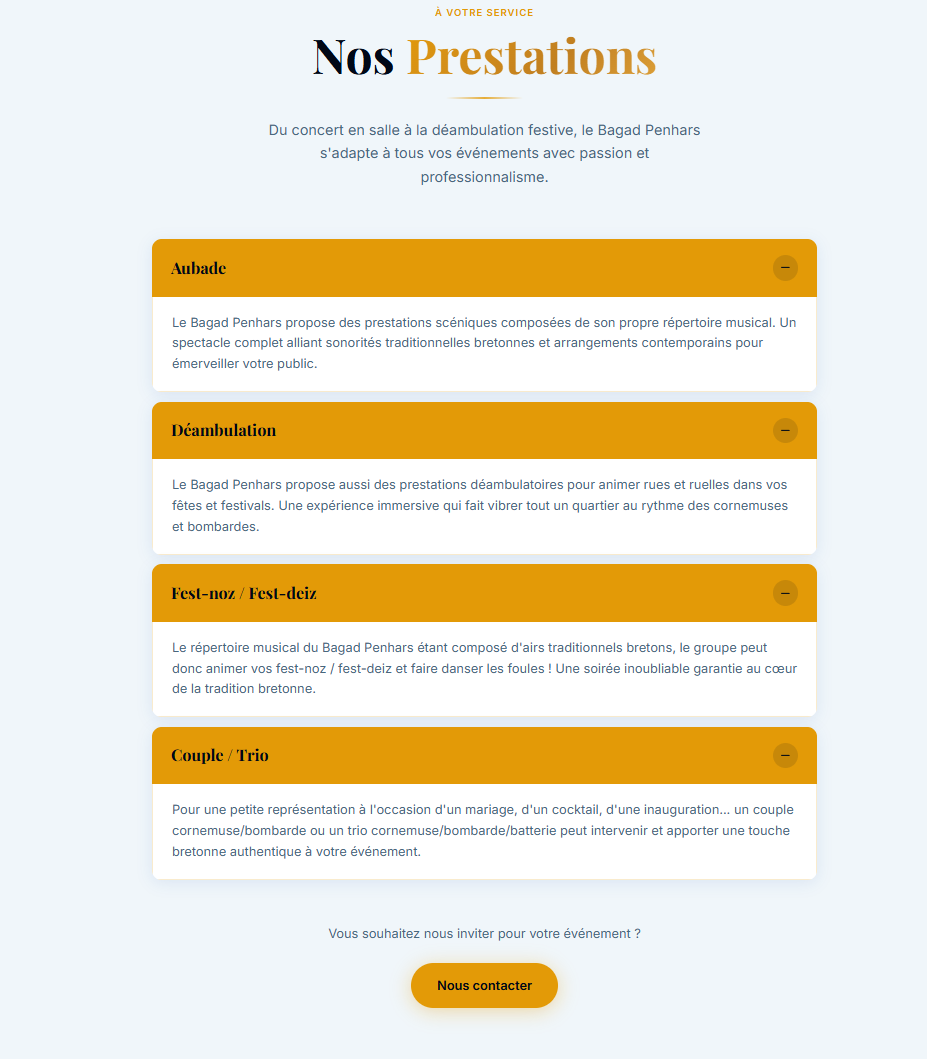 À VOTRE SERVICE
Nos Prestations
Du concert en salle à la déambulation festive, le Bagad Penhars
s'adapte à tous vos événements avec passion et
professionnalisme.
Aubade
Le Bagad Penhars propose des prestations scéniques composées de son propre répertoire musical. Un
spectacle complet alliant sonorités traditionnelles bretonnes et arrangements contemporains pour
émerveiller votre public.
Déambulation
Le Bagad Penhars propose aussi des prestations déambulatoires pour animer rues et ruelles dans vos
fêtes et festivals. Une expérience immersive qui fait vibrer tout un quartier au rythme des cornemuses
et bombardes.
Fest-noz / Fest-deiz
Le répertoire musical du Bagad Penhars étant composé d'airs traditionnels bretons, le groupe peut
donc animer vos fest-noz / fest-deiz et faire danser les foules ! Une soirée inoubliable garantie au cœur
de la tradition bretonne.
Couple / Trio
Pour une petite représentation à l'occasion d'un mariage, d'un cocktail, d'une inauguration... un couple
cornemuse/bombarde ou un trio cornemuse/bombarde/batterie peut intervenir et apporter une touche
bretonne authentique à votre événement.
Vous souhaitez nous inviter pour votre événement ?
Nous contacter